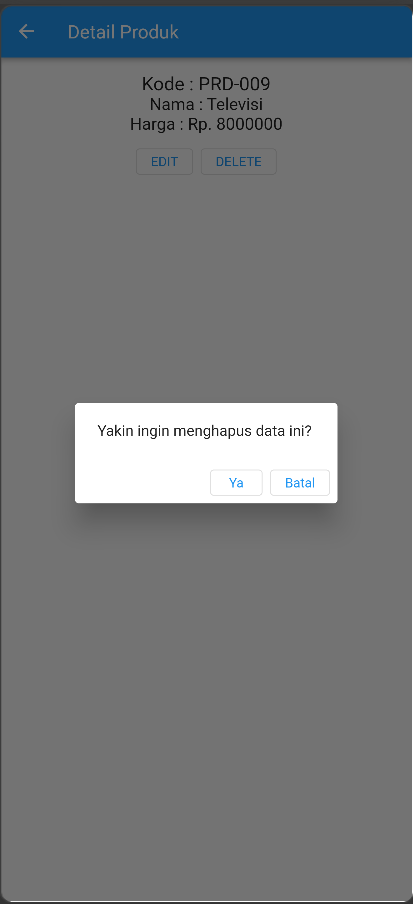 Detail Produk
Kode : PRD-009
Nama : Televisi
Harga : Rp. 8000000
EDIT DELETE
Yakin ingin menghapus data ini?
Ya Batal